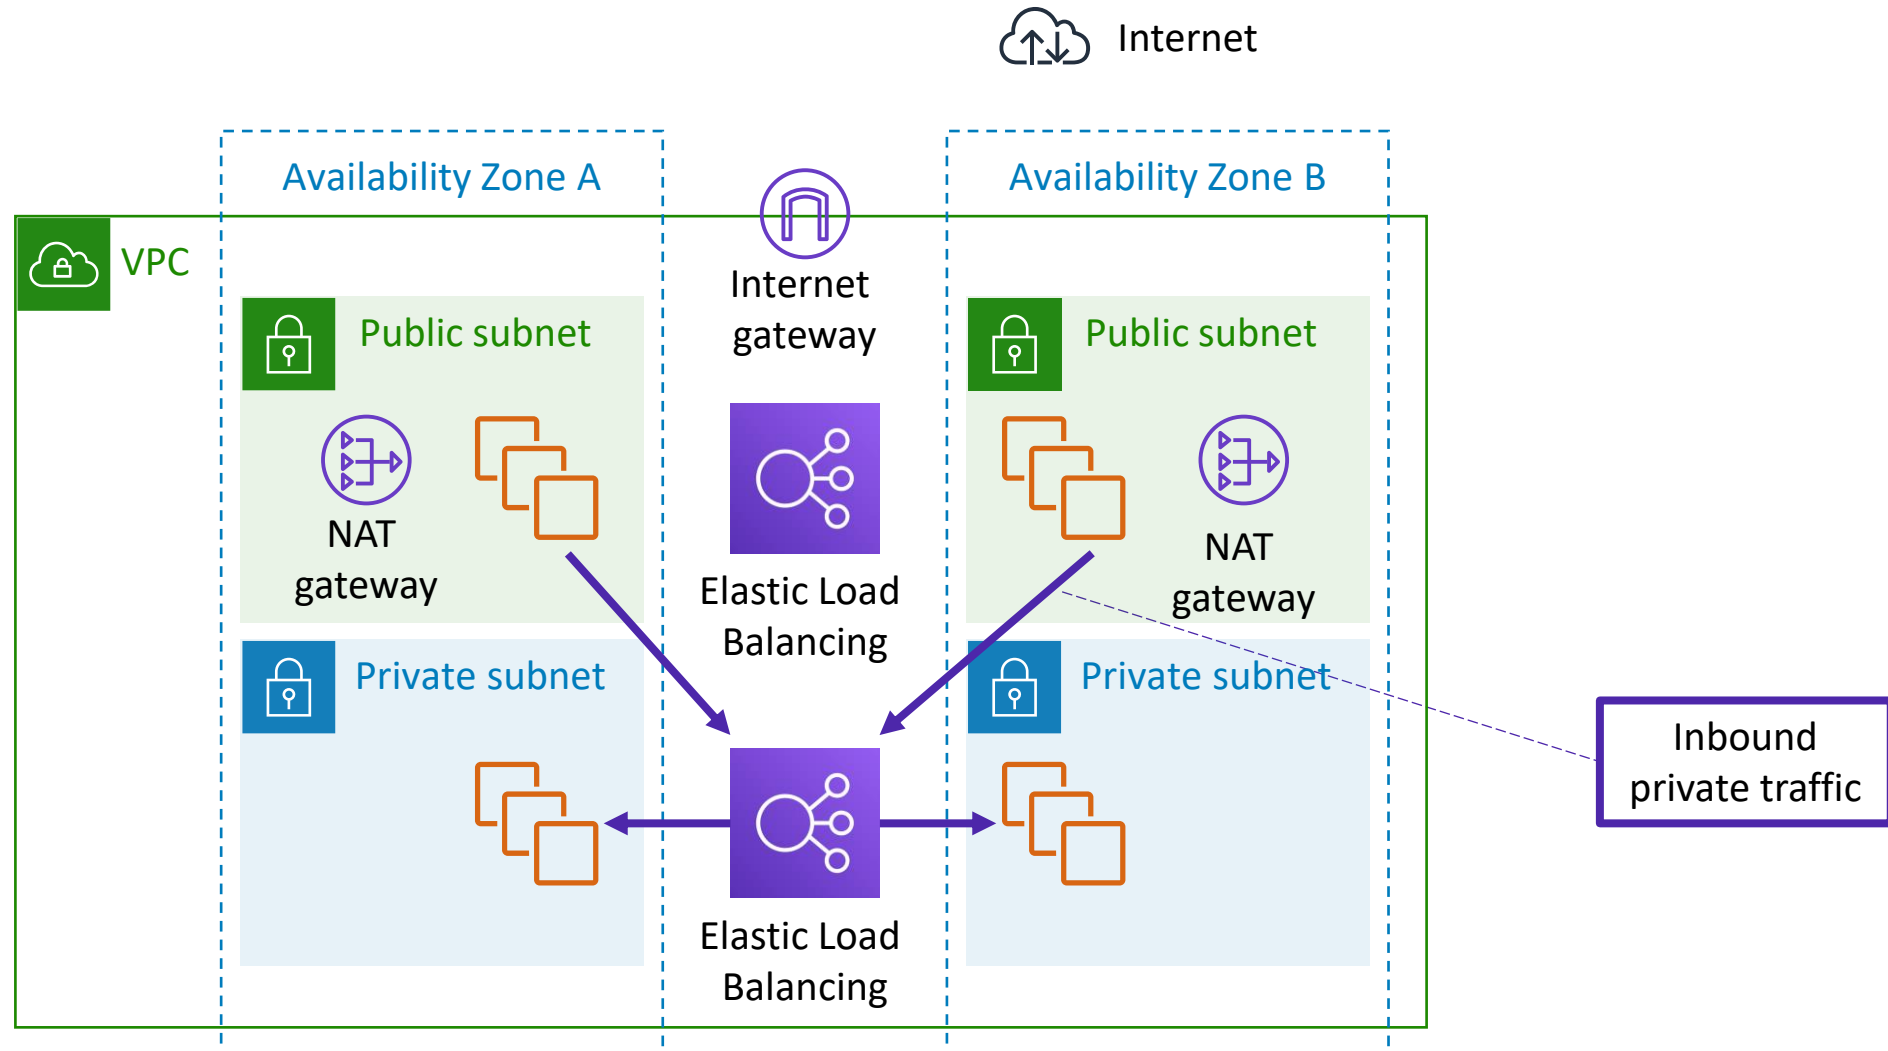 Internet
Availability Zone A
Availability Zone B
VPC
Internet
gateway
Public subnet
Public subnet
NAT
gateway
Elastic Load
Balancing
NAT
gateway
Private subnet
Private subnet
Inbound
private traffic
Elastic Load
Balancing